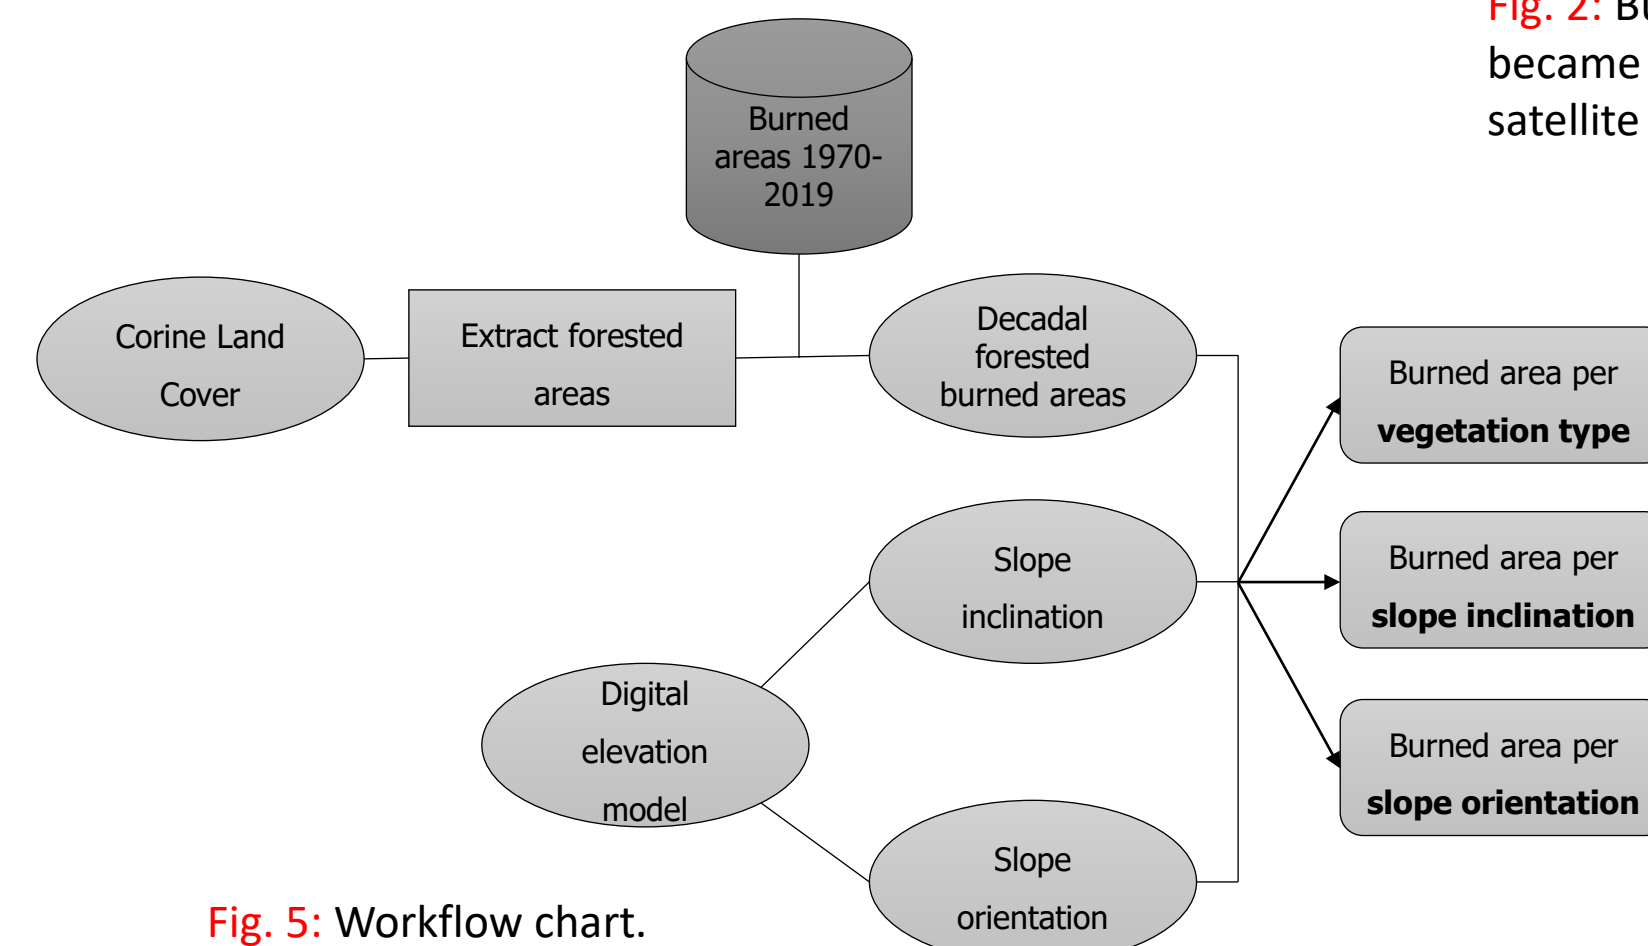 Fig. 2: Bu
became
satellite
Burned
areas 1970-
2019
Corine Land
Cover
Extract forested
areas
Decadal
forested
burned areas
Burned area per
vegetation type
Slope
inclination
Burned area per
slope inclination
Digital
elevation
model
Burned area per
slope orientation
Slope
orientation
Fig. 5: Workflow chart.